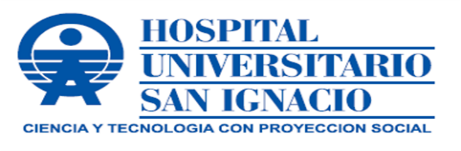 HOSPITAL
UNIVERSITARIO
SAN IGNACIO
CIENCIA Y TECNOLOGIA CON PROYECCION SOCIAL